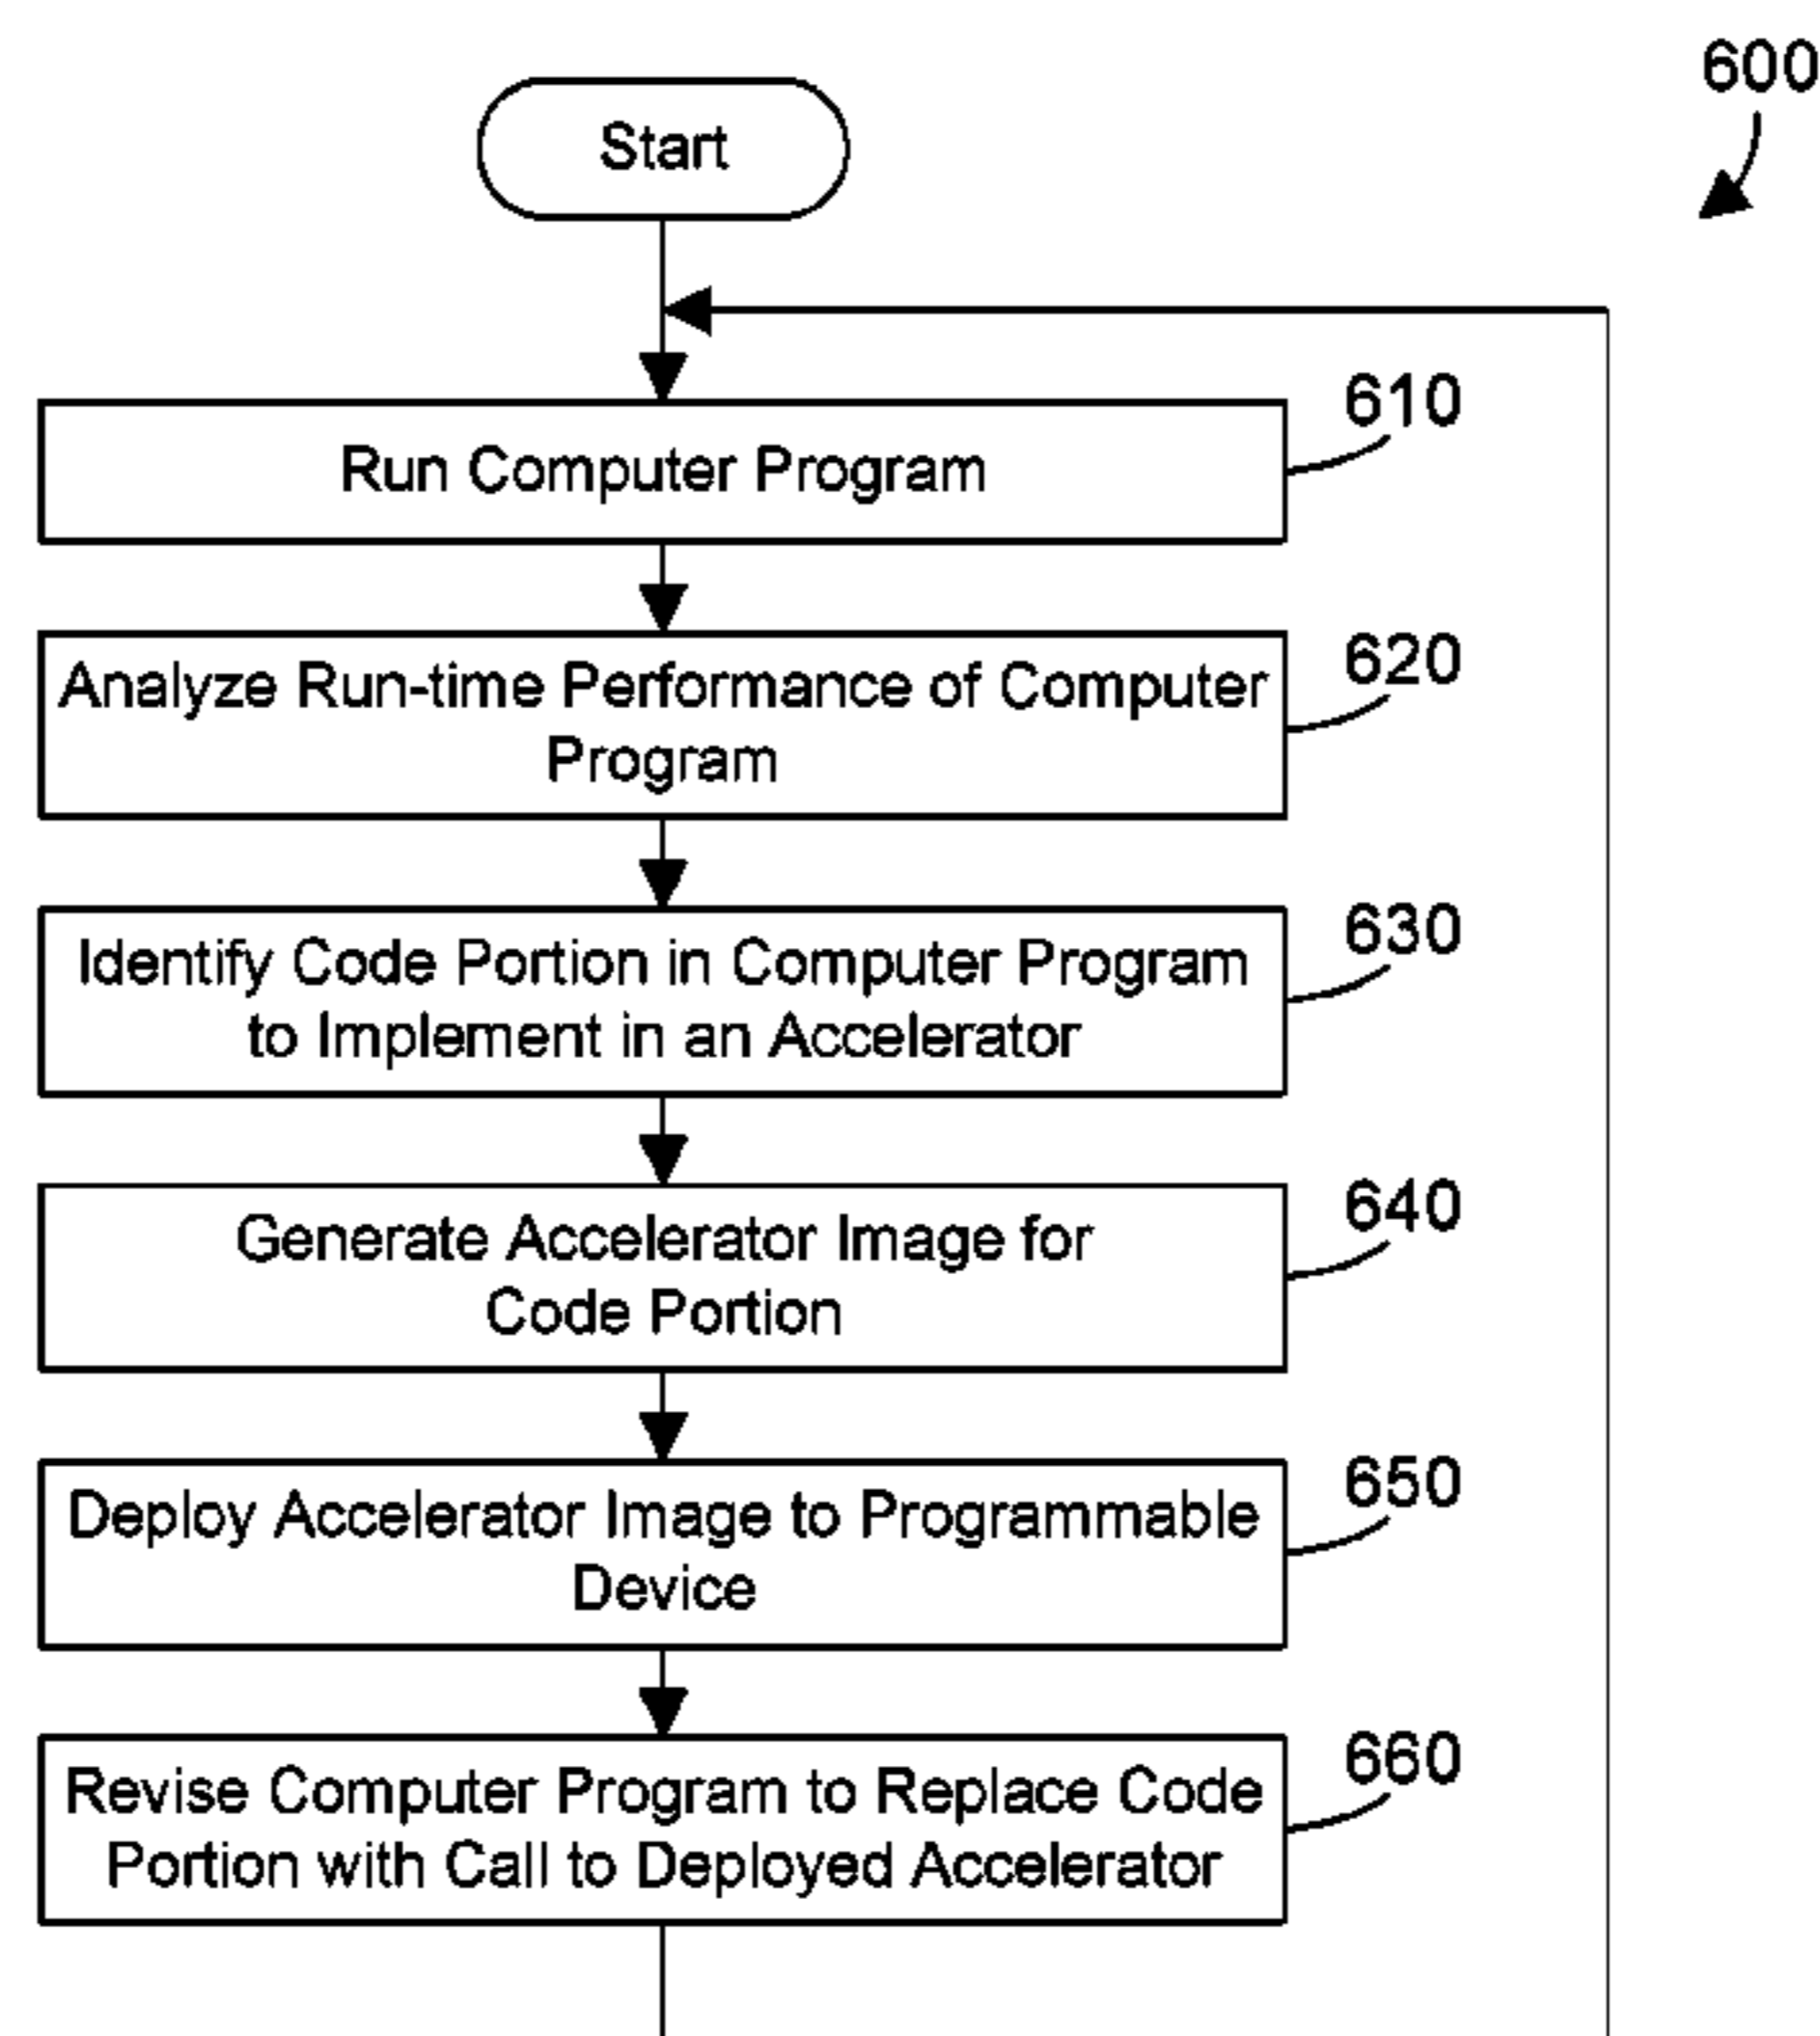 600
Start
610
Run Computer Program
620
Analyze Run-time Performance of Computer
Program
630
Identify Code Portion in Computer Program
to Implement in an Accelerator
640
Generate Accelerator Image for
Code Portion
650
Deploy Accelerator Image to Programmable
Device
660
Revise Computer Program to Replace Code
Portion with Call to Deployed Accelerator